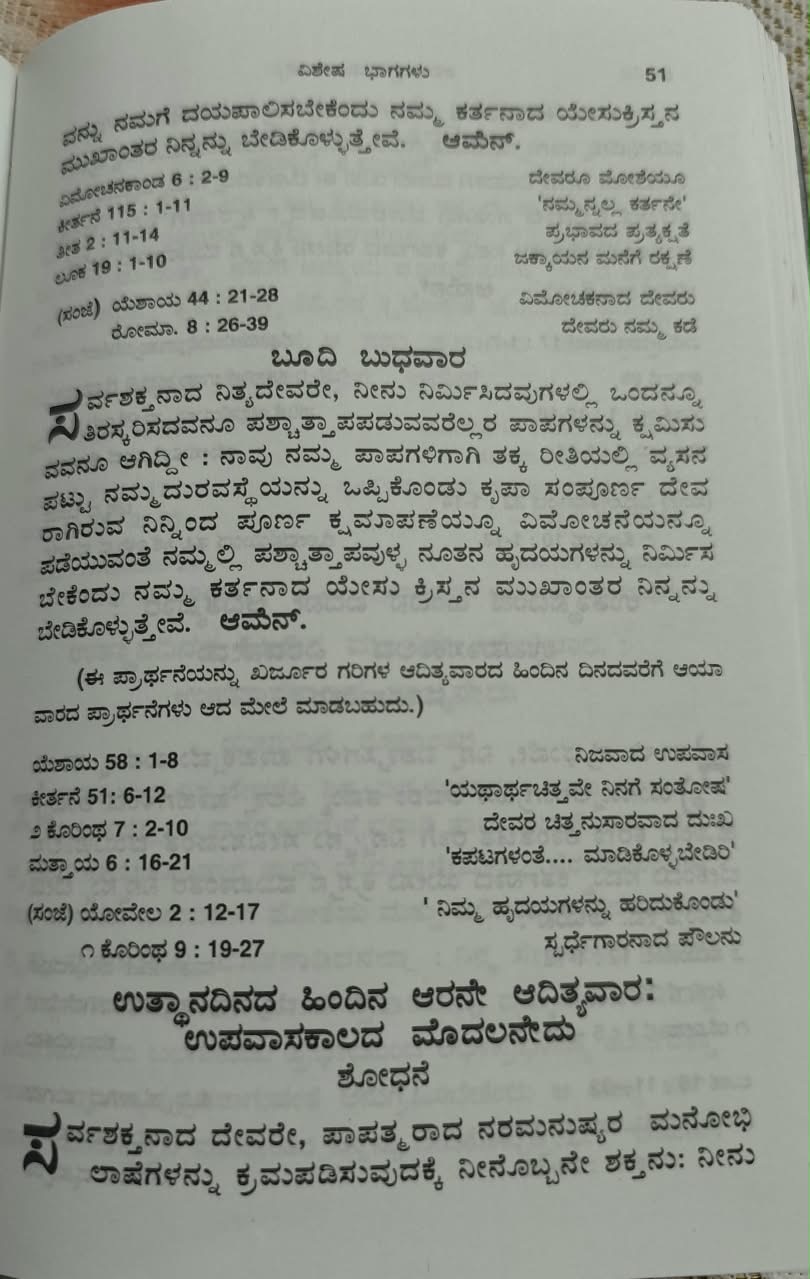 ವಿಶೇಷ ಭಾಗಗಳು 51
ವನ್ನು ನಮಗೆ ದಯಪಾಲಿಸಬೇಕೆಂದು ನಮ್ಮ ಕರ್ತನಾದ ಯೇಸುಕ್ರಿಸ್ತನ
ಮುಖಾಂತರ ನಿನ್ನನ್ನು ಬೇಡಿಕೊಳ್ಳುತ್ತೇವೆ. ಆಮೆನ್.
ವಿಮೋಚನಕಾಂಡ 6 : 2-9 ದೇವರೂ ಮೋಶೆಯೂ
ಕೀರ್ತನೆ 115 : 1-11 'ನಮ್ಮನ್ನಲ್ಲ ಕರ್ತನೇ'
ತೀತ 2 : 11-14 ಪ್ರಭಾವದ ಪ್ರತ್ಯಕ್ಷತೆ
ಲೂಕ 19 : 1-10 ಜಕ್ಕಾಯನ ಮನೆಗೆ ರಕ್ಷಣೆ
(ಸಂಜೆ) ಯೆಶಾಯ 44 : 21-28 ವಿಮೋಚಕನಾದ ದೇವರು
ರೋಮಾ. 8 : 26-39 ದೇವರು ನಮ್ಮ ಕಡೆ
ಬೂದಿ ಬುಧವಾರ
ಸರ್ವಶಕ್ತನಾದ ನಿತ್ಯದೇವರೇ, ನೀನು ನಿರ್ಮಿಸಿದವುಗಳಲ್ಲಿ ಒಂದನ್ನೂ
ತಿರಸ್ಕರಿಸದವನೂ ಪಶ್ಚಾತ್ತಾಪಪಡುವವರೆಲ್ಲರ ಪಾಪಗಳನ್ನು ಕ್ಷಮಿಸು
ವವನೂ ಆಗಿದ್ದೀ : ನಾವು ನಮ್ಮ ಪಾಪಗಳಿಗಾಗಿ ತಕ್ಕ ರೀತಿಯಲ್ಲಿ ವ್ಯಸನ
ಪಟ್ಟು ನಮ್ಮದುರವಸ್ಥೆಯನ್ನು ಒಪ್ಪಿಕೊಂಡು ಕೃಪಾ ಸಂಪೂರ್ಣ ದೇವ
ರಾಗಿರುವ ನಿನ್ನಿಂದ ಪೂರ್ಣ ಕ್ಷಮಾಪಣೆಯನ್ನೂ ವಿಮೋಚನೆಯನ್ನೂ
ಪಡೆಯುವಂತೆ ನಮ್ಮಲ್ಲಿ ಪಶ್ಚಾತ್ತಾಪವುಳ್ಳ ನೂತನ ಹೃದಯಗಳನ್ನು ನಿರ್ಮಿಸ
ಬೇಕೆಂದು ನಮ್ಮ ಕರ್ತನಾದ ಯೇಸು ಕ್ರಿಸ್ತನ ಮುಖಾಂತರ ನಿನ್ನನ್ನು
ಬೇಡಿಕೊಳ್ಳುತ್ತೇವೆ. ಆಮೆನ್.
(ಈ ಪ್ರಾರ್ಥನೆಯನ್ನು ಖರ್ಜೂರ ಗರಿಗಳ ಆದಿತ್ಯವಾರದ ಹಿಂದಿನ ದಿನದವರೆಗೆ ಆಯಾ
ವಾರದ ಪ್ರಾರ್ಥನೆಗಳು ಆದ ಮೇಲೆ ಮಾಡಬಹುದು.)
ಯೆಶಾಯ 58 : 1-8 ನಿಜವಾದ ಉಪವಾಸ
ಕೀರ್ತನೆ 51: 6-12 'ಯಥಾರ್ಥಚಿತ್ತವೇ ನಿನಗೆ ಸಂತೋಷ'
೨ ಕೊರಿಂಥ 7 : 2-10 ದೇವರ ಚಿತ್ತನುಸಾರವಾದ ದುಃಖ
ಮತ್ತಾಯ 6 : 16-21 'ಕಪಟಗಳಂತೆ.... ಮಾಡಿಕೊಳ್ಳಬೇಡಿರಿ'
(ಸಂಜೆ) ಯೋವೇಲ 2 : 12-17 ' ನಿಮ್ಮ ಹೃದಯಗಳನ್ನು ಹರಿದುಕೊಂಡು'
೧ ಕೊರಿಂಥ 9 : 19-27 ಸ್ಪರ್ಧೆಗಾರನಾದ ಪೌಲನು
ಉತ್ಥಾನದಿನದ ಹಿಂದಿನ ಆರನೇ ಆದಿತ್ಯವಾರ:
ಉಪವಾಸಕಾಲದ ಮೊದಲನೇದು
ಶೋಧನೆ
ಸರ್ವಶಕ್ತನಾದ ದೇವರೇ, ಪಾಪತ್ಮರಾದ ನರಮನುಷ್ಯರ ಮನೋಭಿ
ಲಾಷೆಗಳನ್ನು ಕ್ರಮಪಡಿಸುವುದಕ್ಕೆ ನೀನೊಬ್ಬನೇ ಶಕ್ತನು: ನೀನು